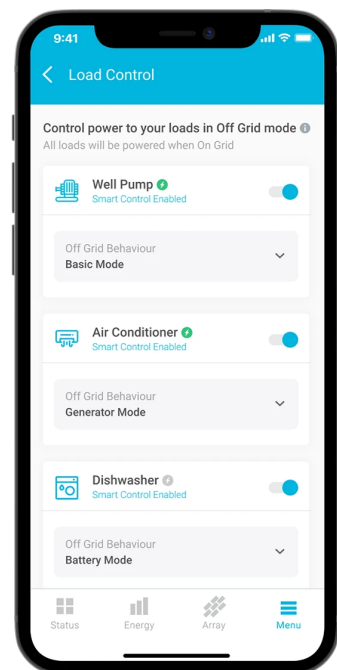 9:41
Load Control
Control power to your loads in Off Grid mode
All loads will be powered when On Grid
Well Pump
Smart Control Enabled
Off Grid Behaviour
Basic Mode
Air Conditioner
Smart Control Enabled
Off Grid Behaviour
Generator Mode
Dishwasher
Smart Control Enabled
Off Grid Behaviour
Battery Mode
Status Energy Array Menu